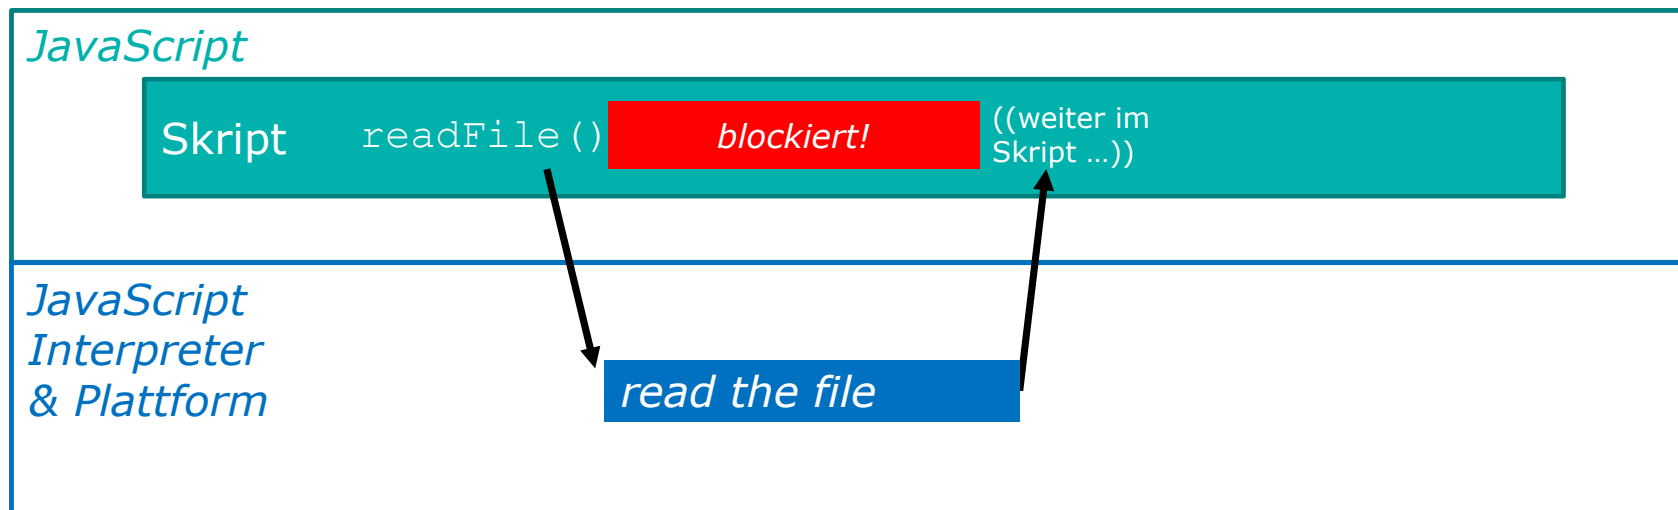 JavaScript
Skript readFile() blockiert! ((weiter im
Skript …))
JavaScript
Interpreter
& Plattform
read the file